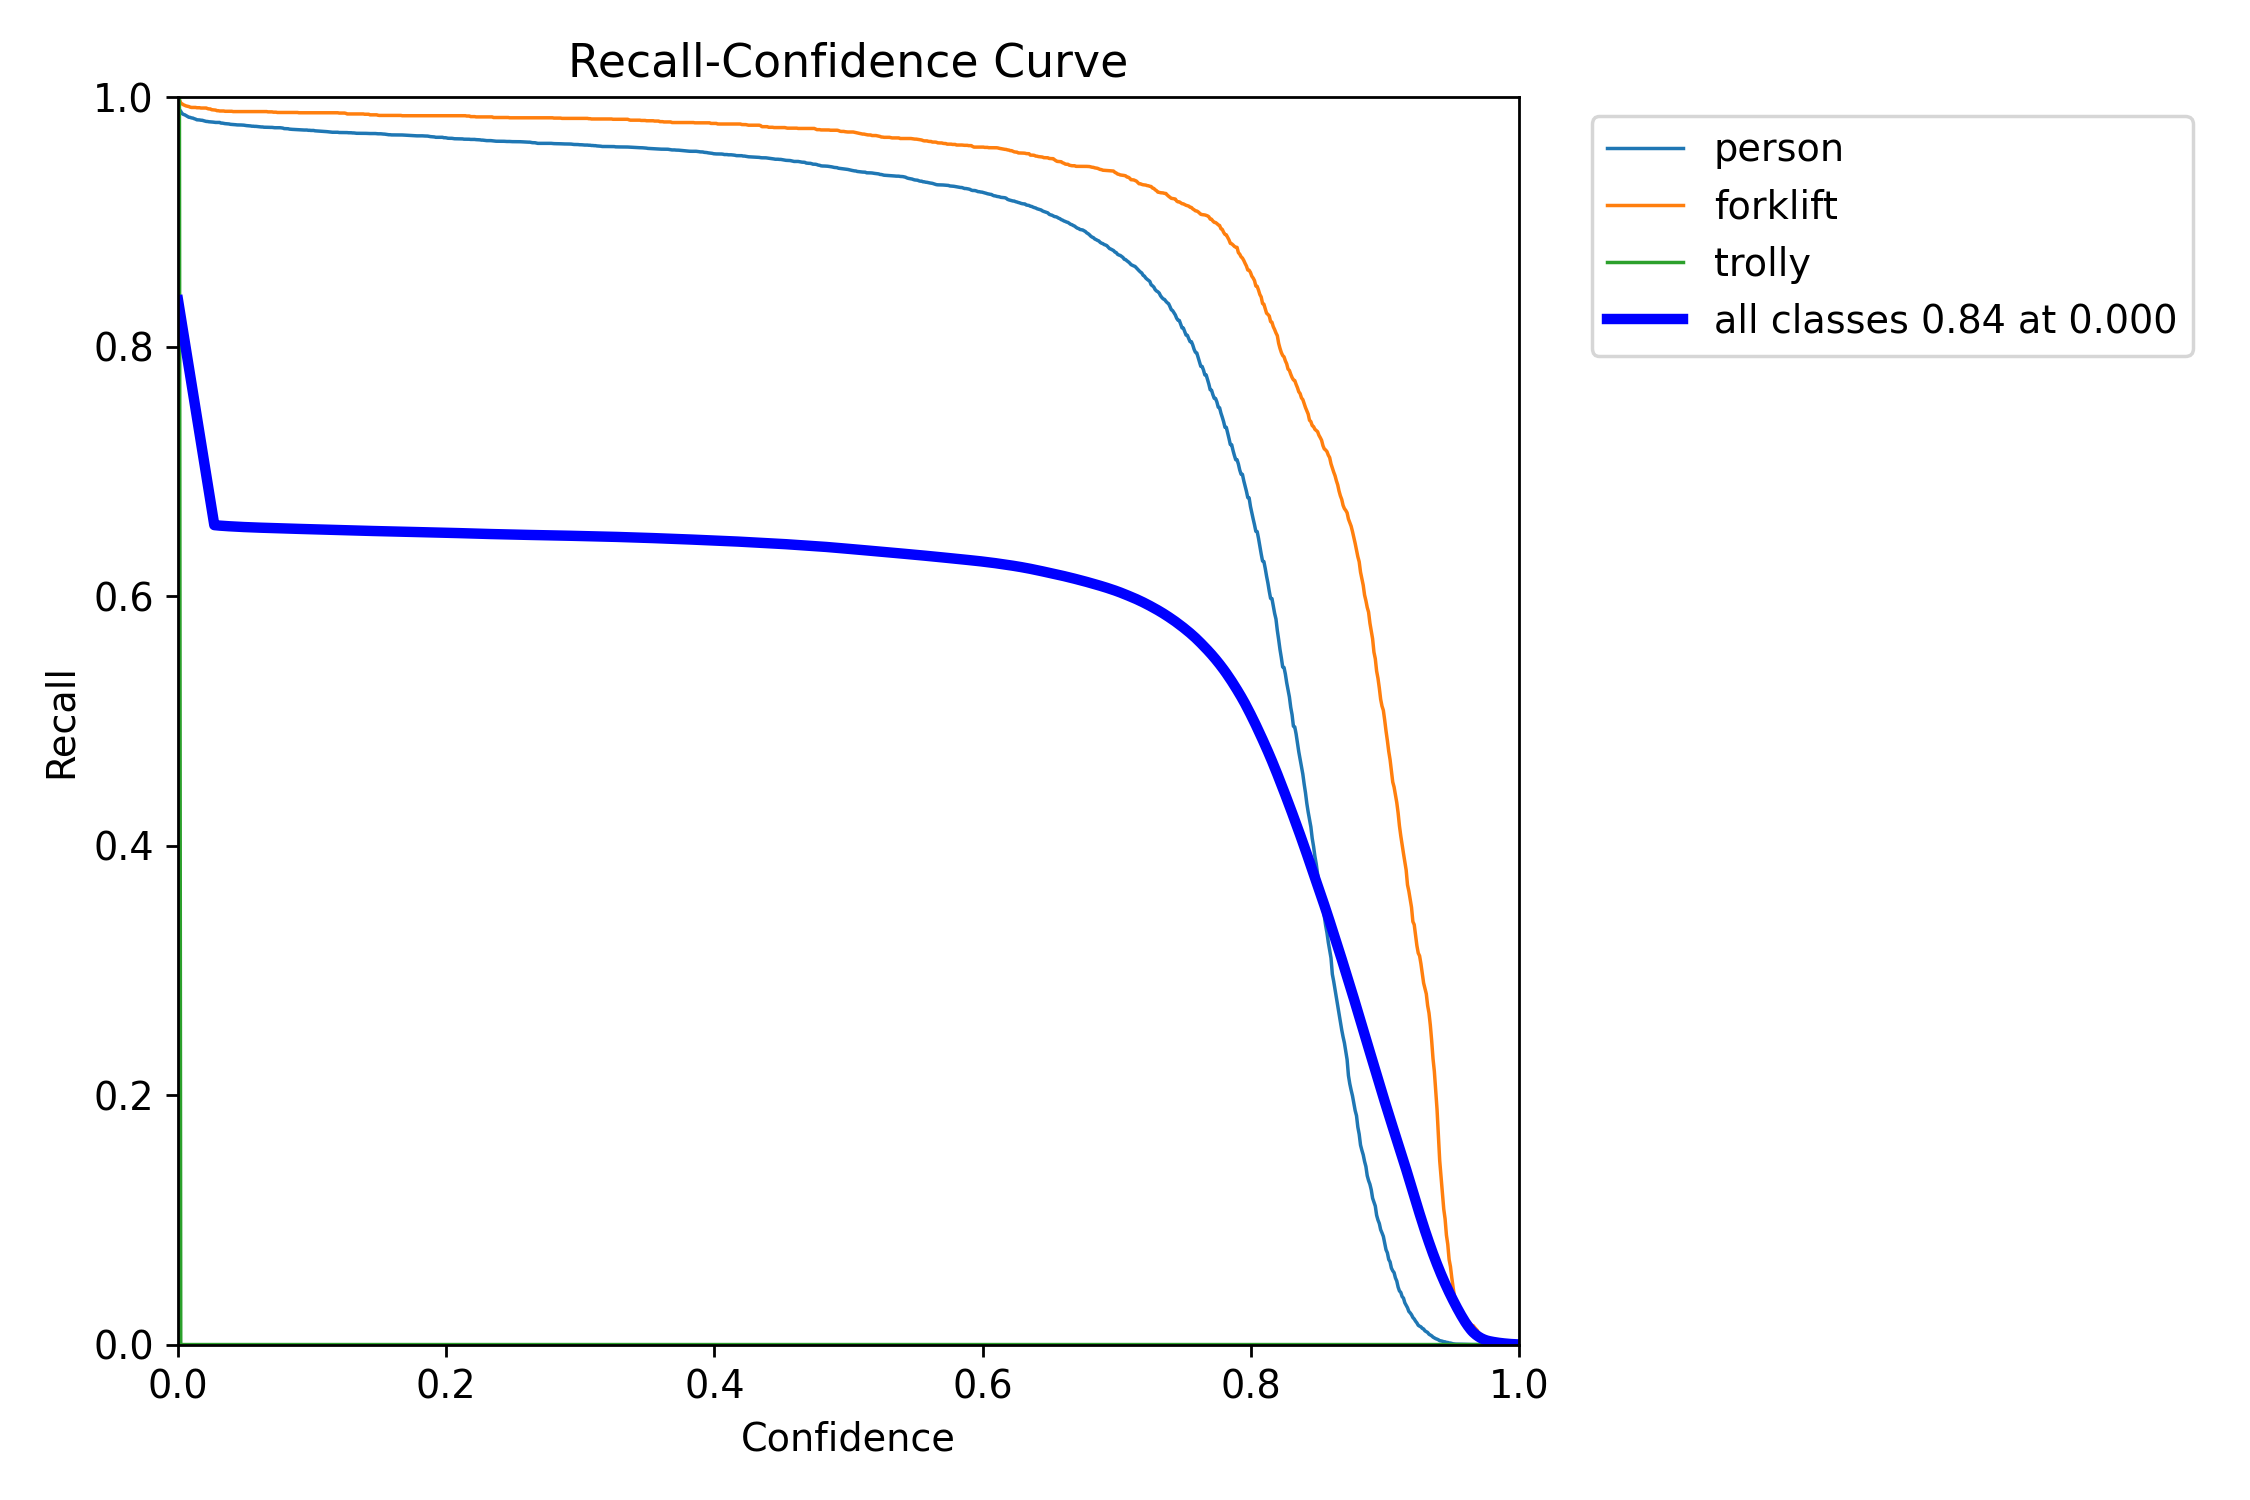 Recall-Confidence Curve
1.0
0.8
0.6
0.4
0.2
0.0
Recall
0.0 0.2 0.4 0.6 0.8 1.0
Confidence
person
forklift
trolly
all classes 0.84 at 0.000